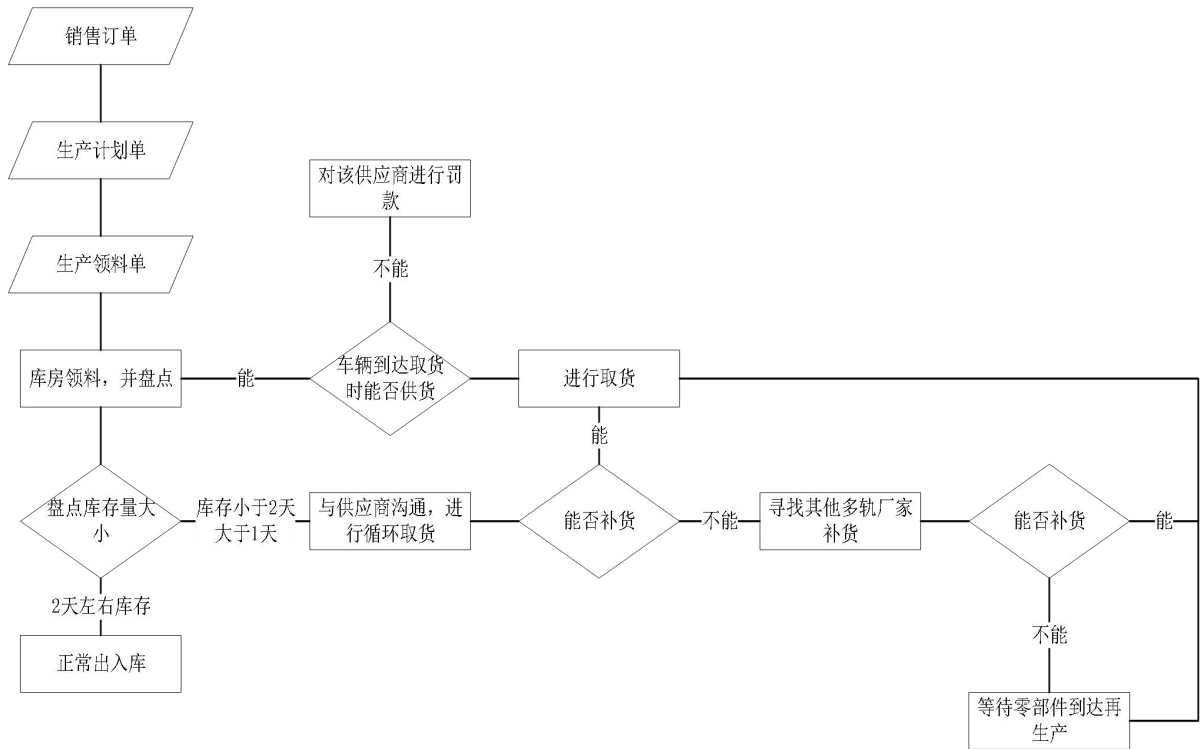 销售订单
生产计划单
对该供应商进行罚
款
生产领料单
不能
库房领料，并盘点
能
车辆到达取货
时能否供货
进行取货
能
盘点库存量大
小
库存小于2天
大于1天
与供应商沟通，进
行循环取货
能否补货
不能
寻找其他多轨厂家
补货
能否补货
能
2天左右库存
不能
正常出入库
等待零部件到达再
生产